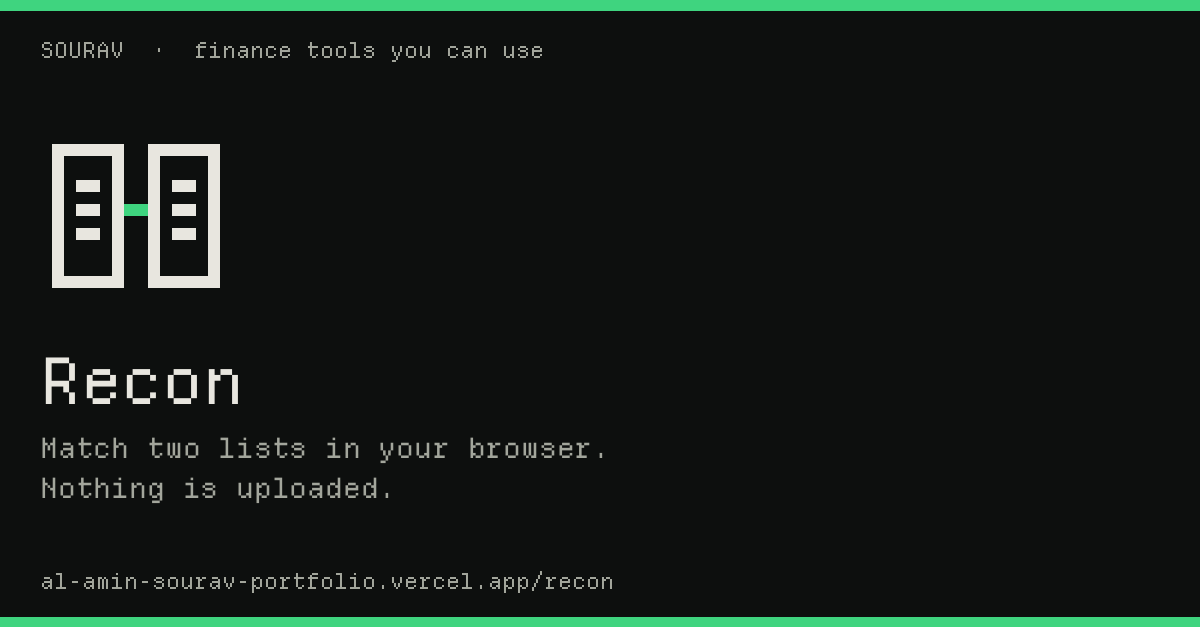 SOURAV · finance tools you can use
Recon
Match two lists in your browser.
Nothing is uploaded.
al-amin-sourav-portfolio.vercel.app/recon